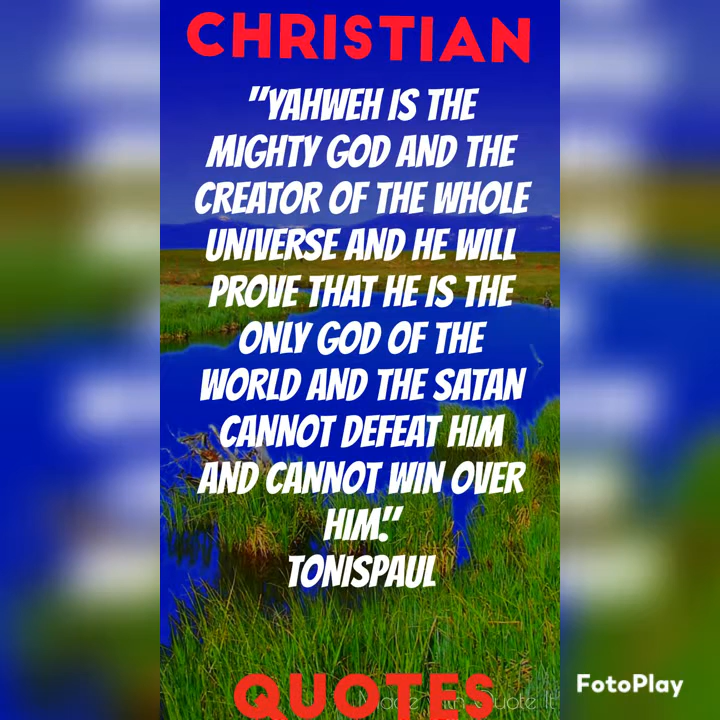 CHRISTIAN
"YAHWEH IS THE
MIGHTY GOD AND THE
CREATOR OF THE WHOLE
UNIVERSE AND HE WILL
PROVE THAT HE IS THE
ONLY GOD OF THE
WORLD AND THE SATAN
CANNOT DEFEAT HIM
AND CANNOT WIN OVER
HIM."
TONISPAUL
QUOTES
Quote It
FotoPlay